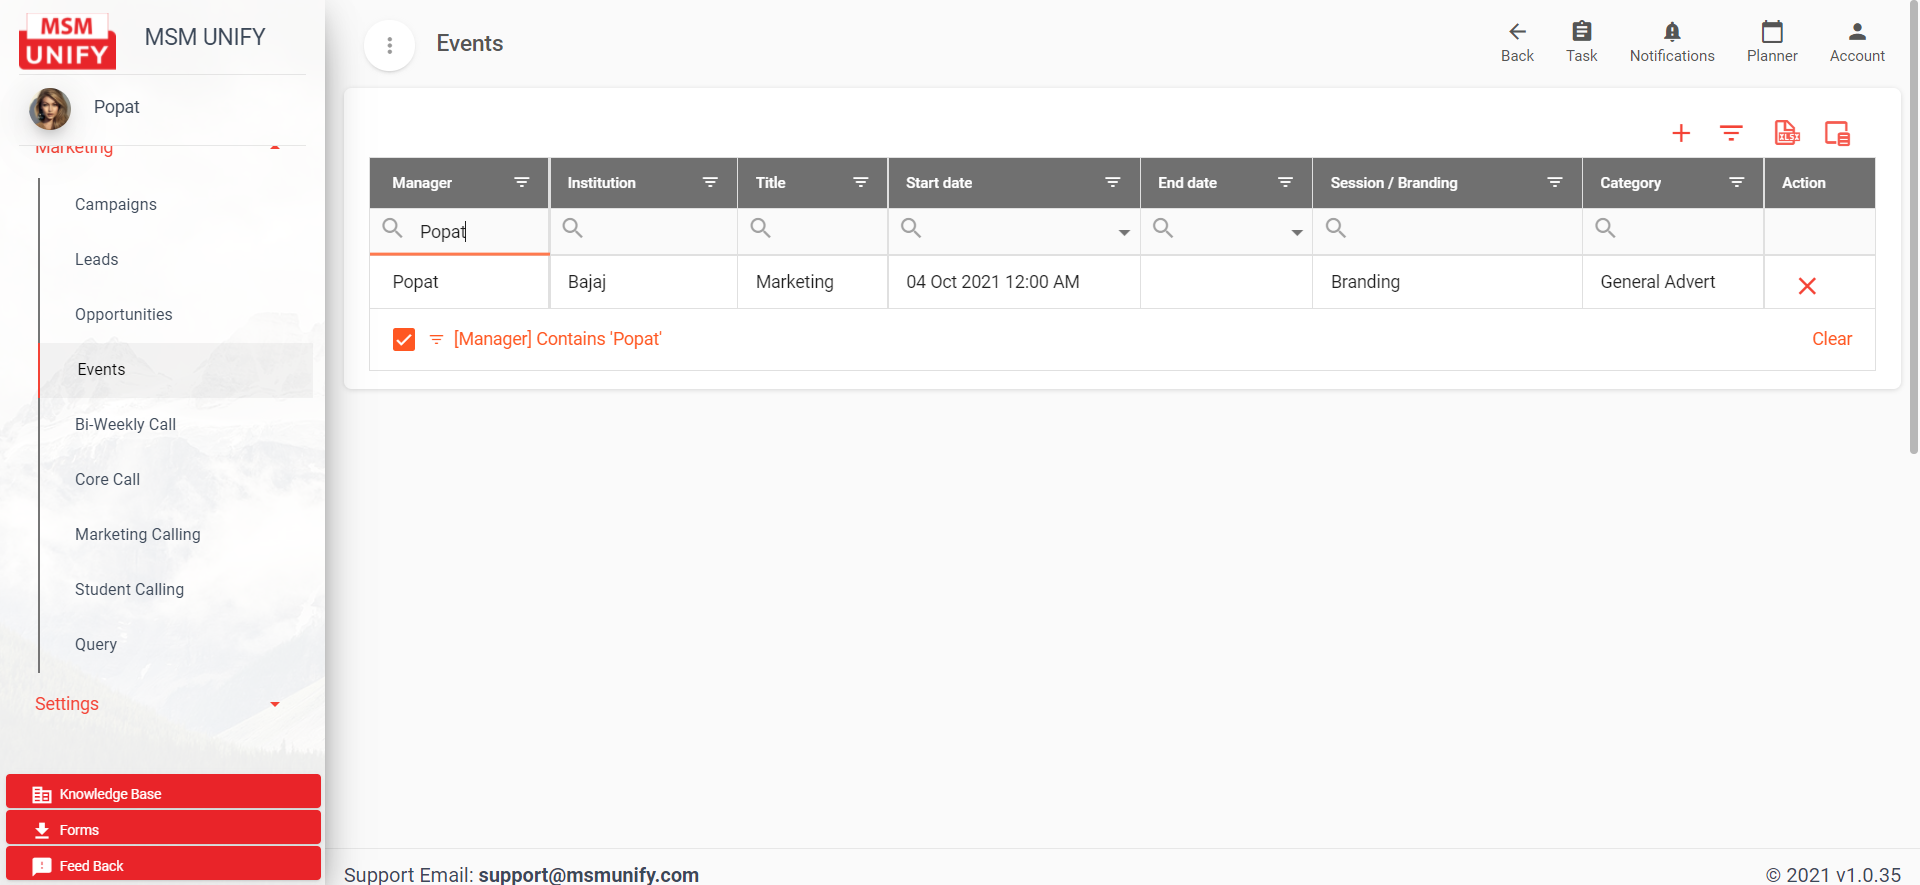 MSM
UNIFY
MSM UNIFY
Popat
Marketing
Campaigns
Leads
Opportunities
Events
Bi-Weekly Call
Core Call
Marketing Calling
Student Calling
Query
Settings
Knowledge Base
Forms
Feed Back
Events
Back Task Notifications Planner Account
Manager Institution Title Start date End date Session / Branding Category Action
Popat
Popat Bajaj Marketing 04 Oct 2021 12:00 AM Branding General Advert
[Manager] Contains 'Popat' Clear
Support Email: support@msmunify.com © 2021 v1.0.35